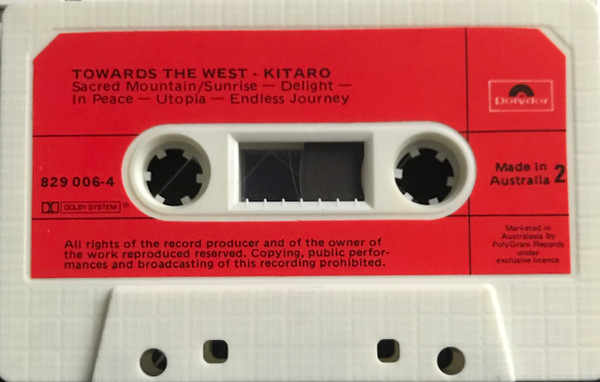 TOWARDS THE WEST - KITARO
Sacred Mountain/Sunrise — Delight —
In Peace — Utopia — Endless Journey
Polydor
829 006-4
Made in
Australia 2
DOLBY SYSTEM
All rights of the record producer and of the owner of
the work reproduced reserved. Copying, public perfor-
mances and broadcasting of this recording prohibited.
Marketed in
Australasia by
PolyGram Records
under
exclusive licence